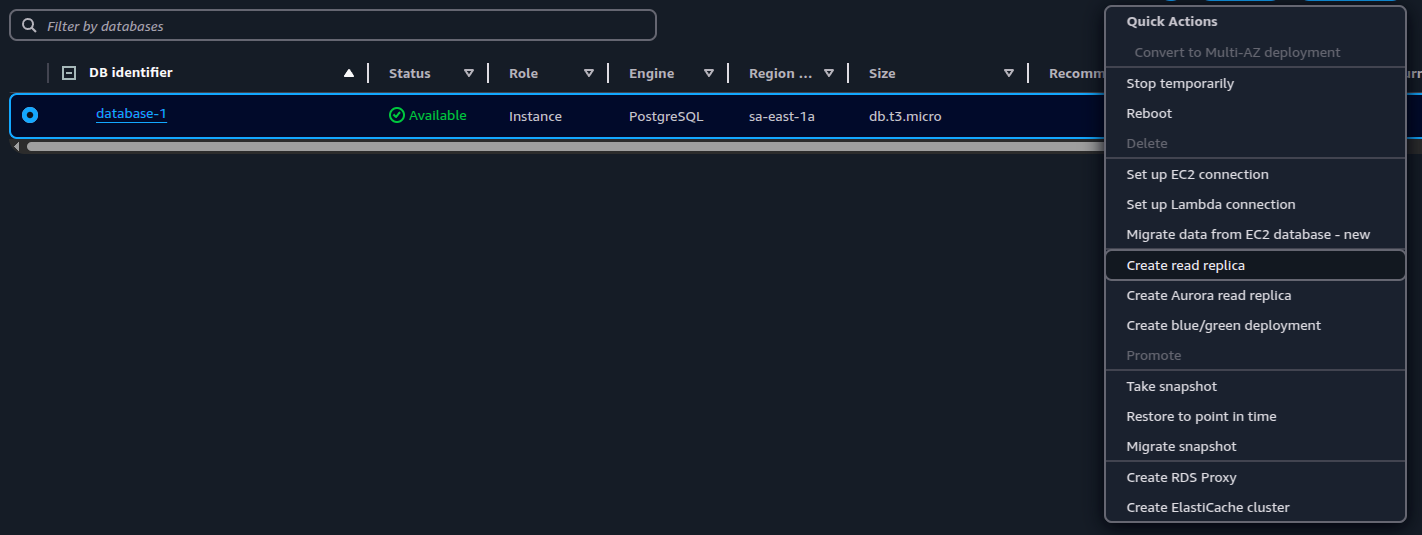 Filter by databases
DB identifier Status Role Engine Region ... Size Recomm
database-1 Available Instance PostgreSQL sa-east-1a db.t3.micro
Quick Actions
Convert to Multi-AZ deployment
Stop temporarily
Reboot
Delete
Set up EC2 connection
Set up Lambda connection
Migrate data from EC2 database - new
Create read replica
Create Aurora read replica
Create blue/green deployment
Promote
Take snapshot
Restore to point in time
Migrate snapshot
Create RDS Proxy
Create ElastiCache cluster